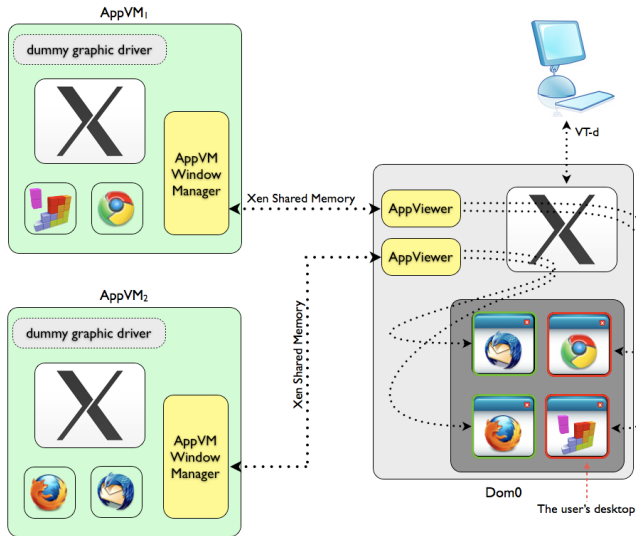 AppVM₁
dummy graphic driver
AppVM
Window
Manager
Xen Shared Memory
VT-d
AppViewer
AppViewer
Xen Shared Memory
AppVM₂
dummy graphic driver
AppVM
Window
Manager
Dom0
The user's desktop